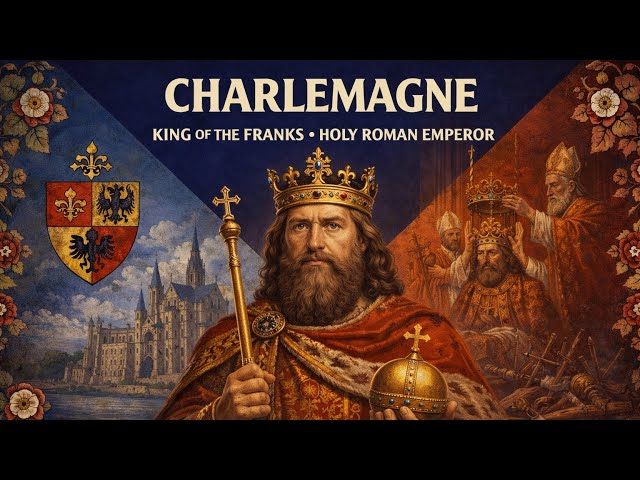 CHARLEMAGNE
KING OF THE FRANKS • HOLY ROMAN EMPEROR